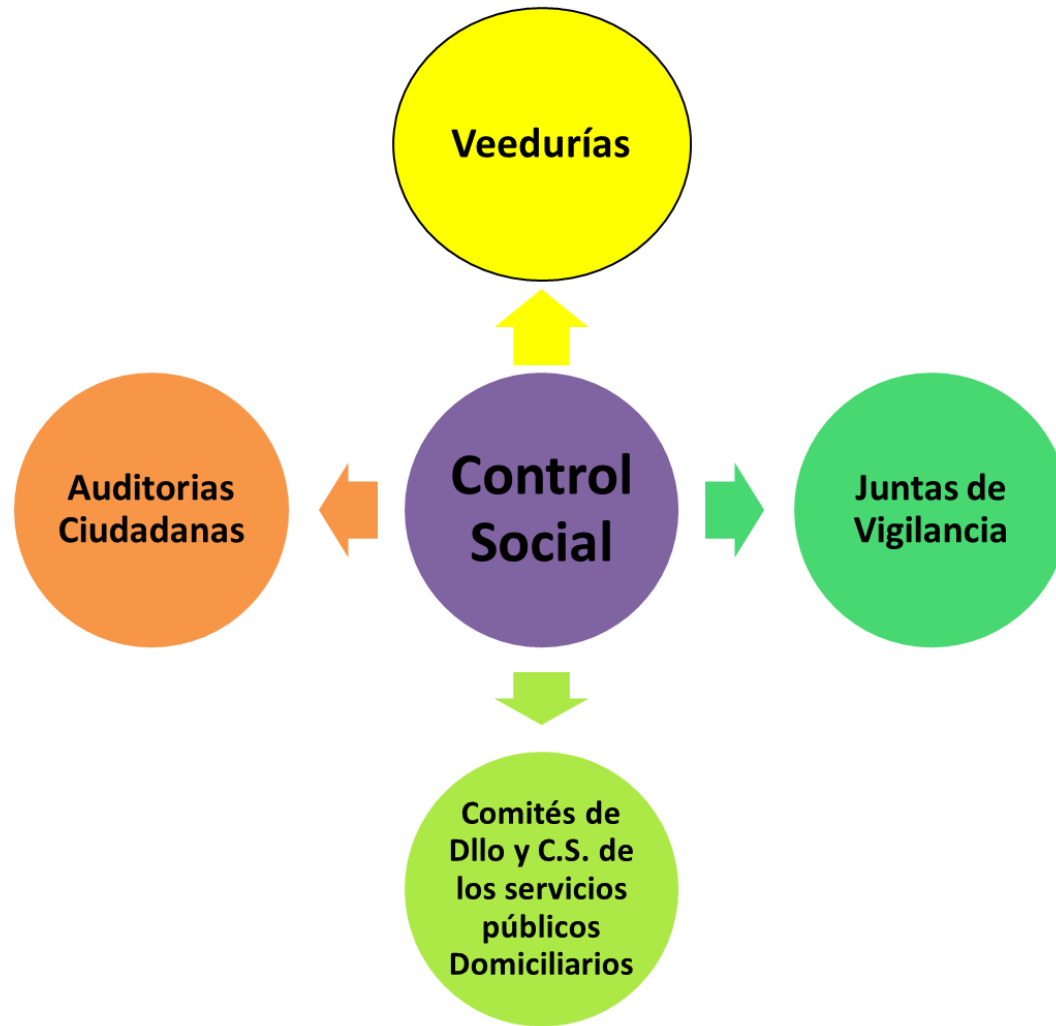 Veedurías
Control
Social
Auditorias
Ciudadanas
Juntas de
Vigilancia
Comités de
Dllo y C.S. de
los servicios
públicos
Domiciliarios